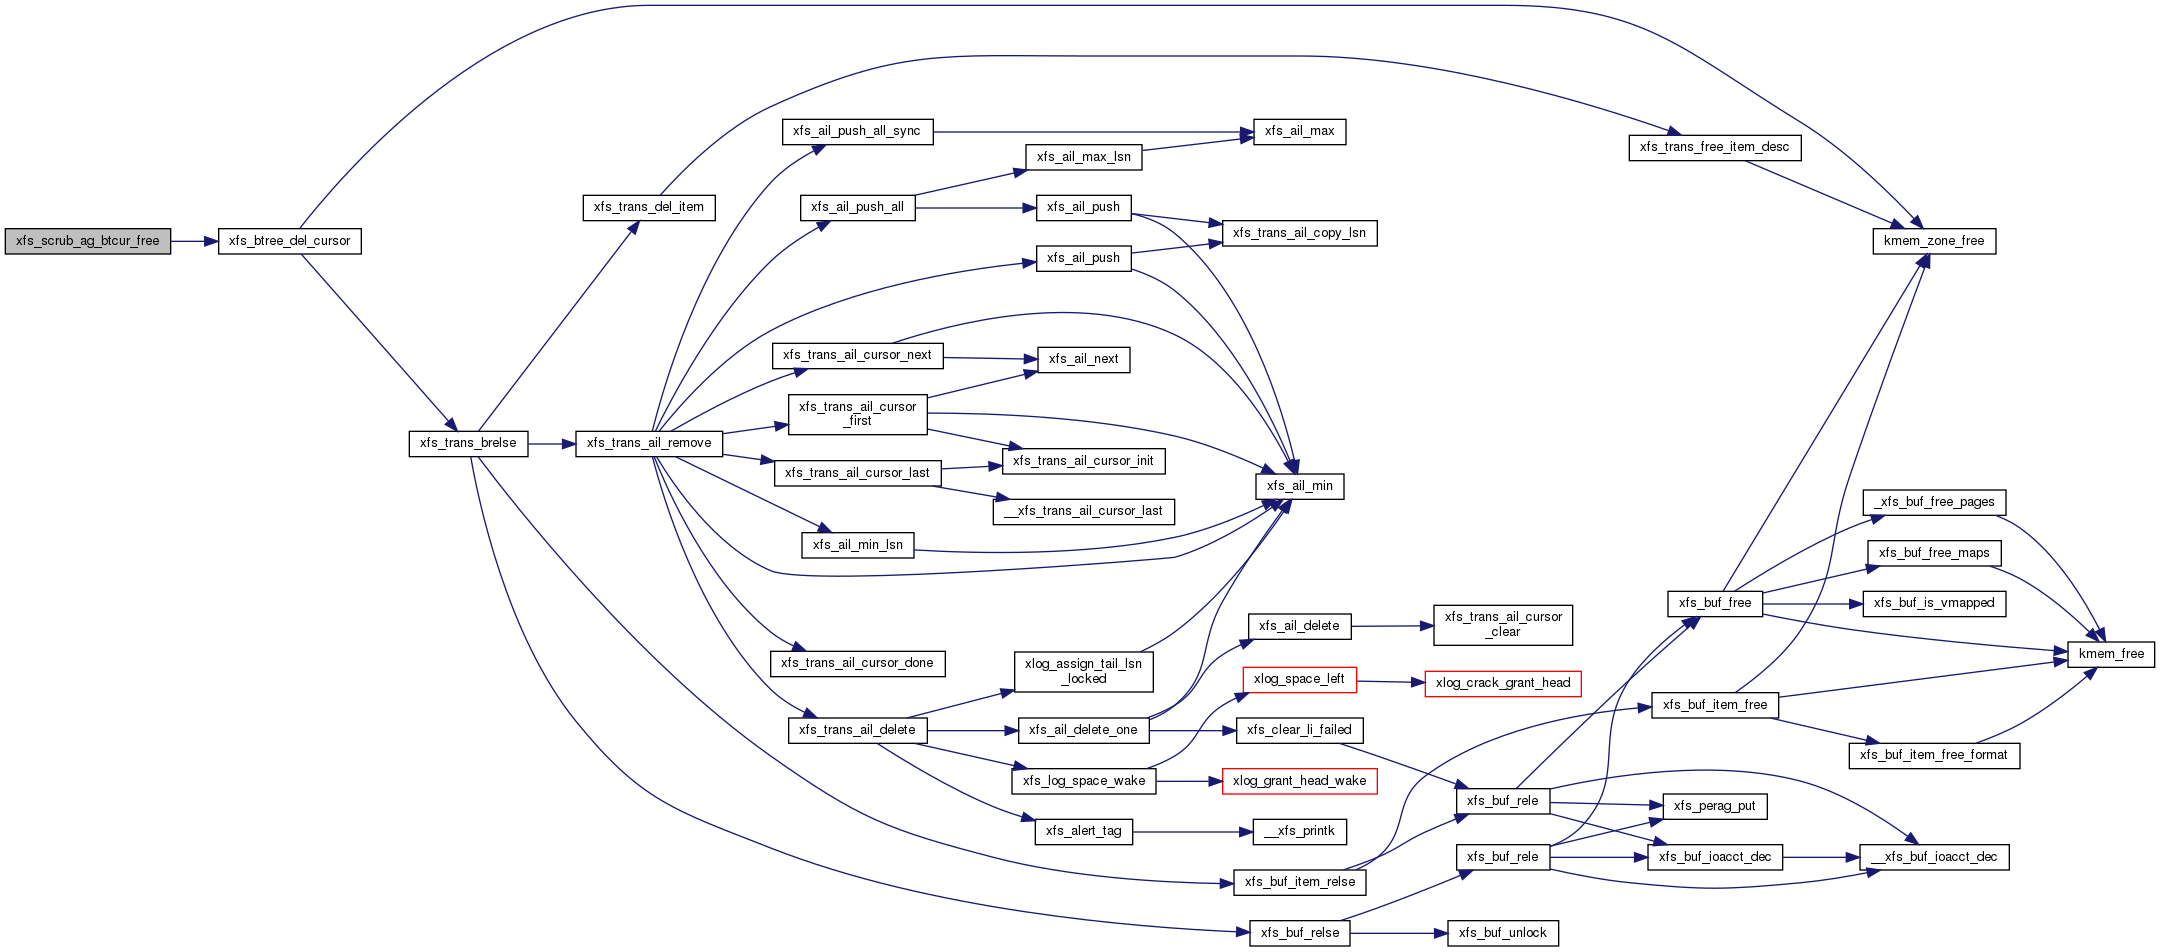 xfs_scrub_ag_btcur_free
xfs_btree_del_cursor
xfs_trans_brelse
xfs_trans_del_item
xfs_trans_ail_remove
xfs_ail_push_all_sync
xfs_ail_push_all
xfs_trans_ail_cursor_next
xfs_trans_ail_cursor
_first
xfs_trans_ail_cursor_last
xfs_ail_min_lsn
xfs_trans_ail_cursor_done
xfs_trans_ail_delete
xfs_ail_max_lsn
xfs_ail_push
xfs_ail_push
xfs_ail_next
xfs_trans_ail_cursor_init
__xfs_trans_ail_cursor_last
xlog_assign_tail_lsn
_locked
xfs_ail_delete_one
xfs_log_space_wake
xfs_alert_tag
xfs_ail_max
xfs_trans_ail_copy_lsn
xfs_ail_min
xfs_ail_delete
xlog_space_left
xfs_clear_li_failed
xlog_grant_head_wake
__xfs_printk
xfs_buf_item_relse
xfs_buf_relse
xfs_trans_ail_cursor
_clear
xlog_crack_grant_head
xfs_buf_rele
xfs_buf_rele
xfs_buf_unlock
xfs_trans_free_item_desc
xfs_buf_free
xfs_buf_item_free
xfs_perag_put
xfs_buf_ioacct_dec
kmem_zone_free
_xfs_buf_free_pages
xfs_buf_free_maps
xfs_buf_is_vmapped
xfs_buf_item_free_format
__xfs_buf_ioacct_dec
kmem_free